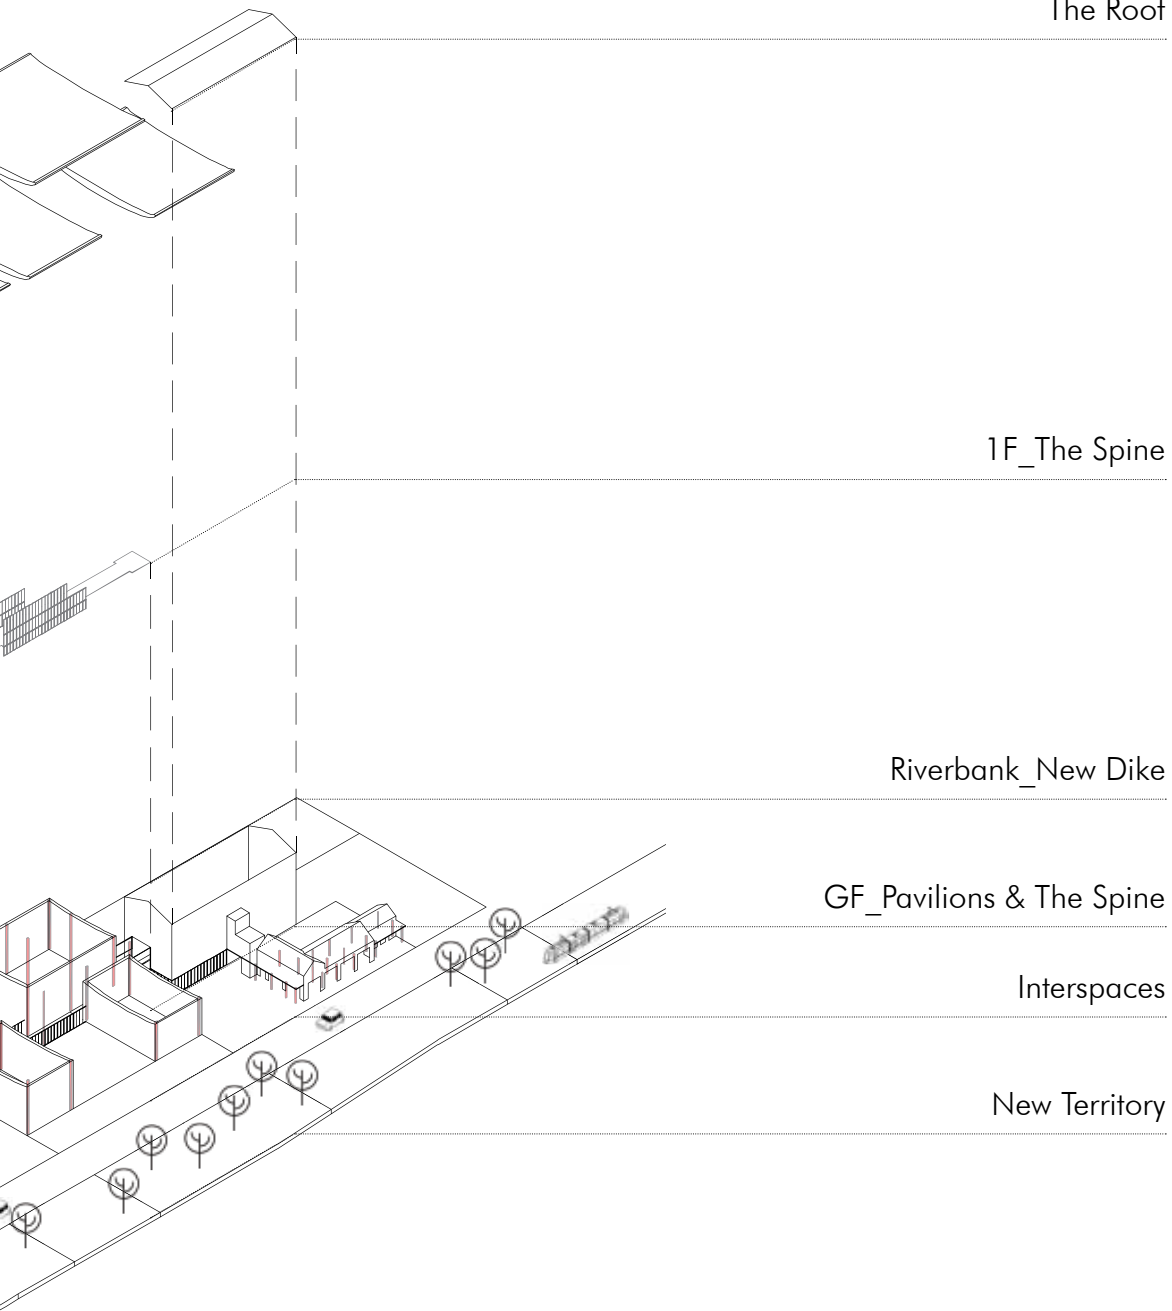 The Roof
1F_The Spine
Riverbank_New Dike
GF_Pavilions & The Spine
Interspaces
New Territory